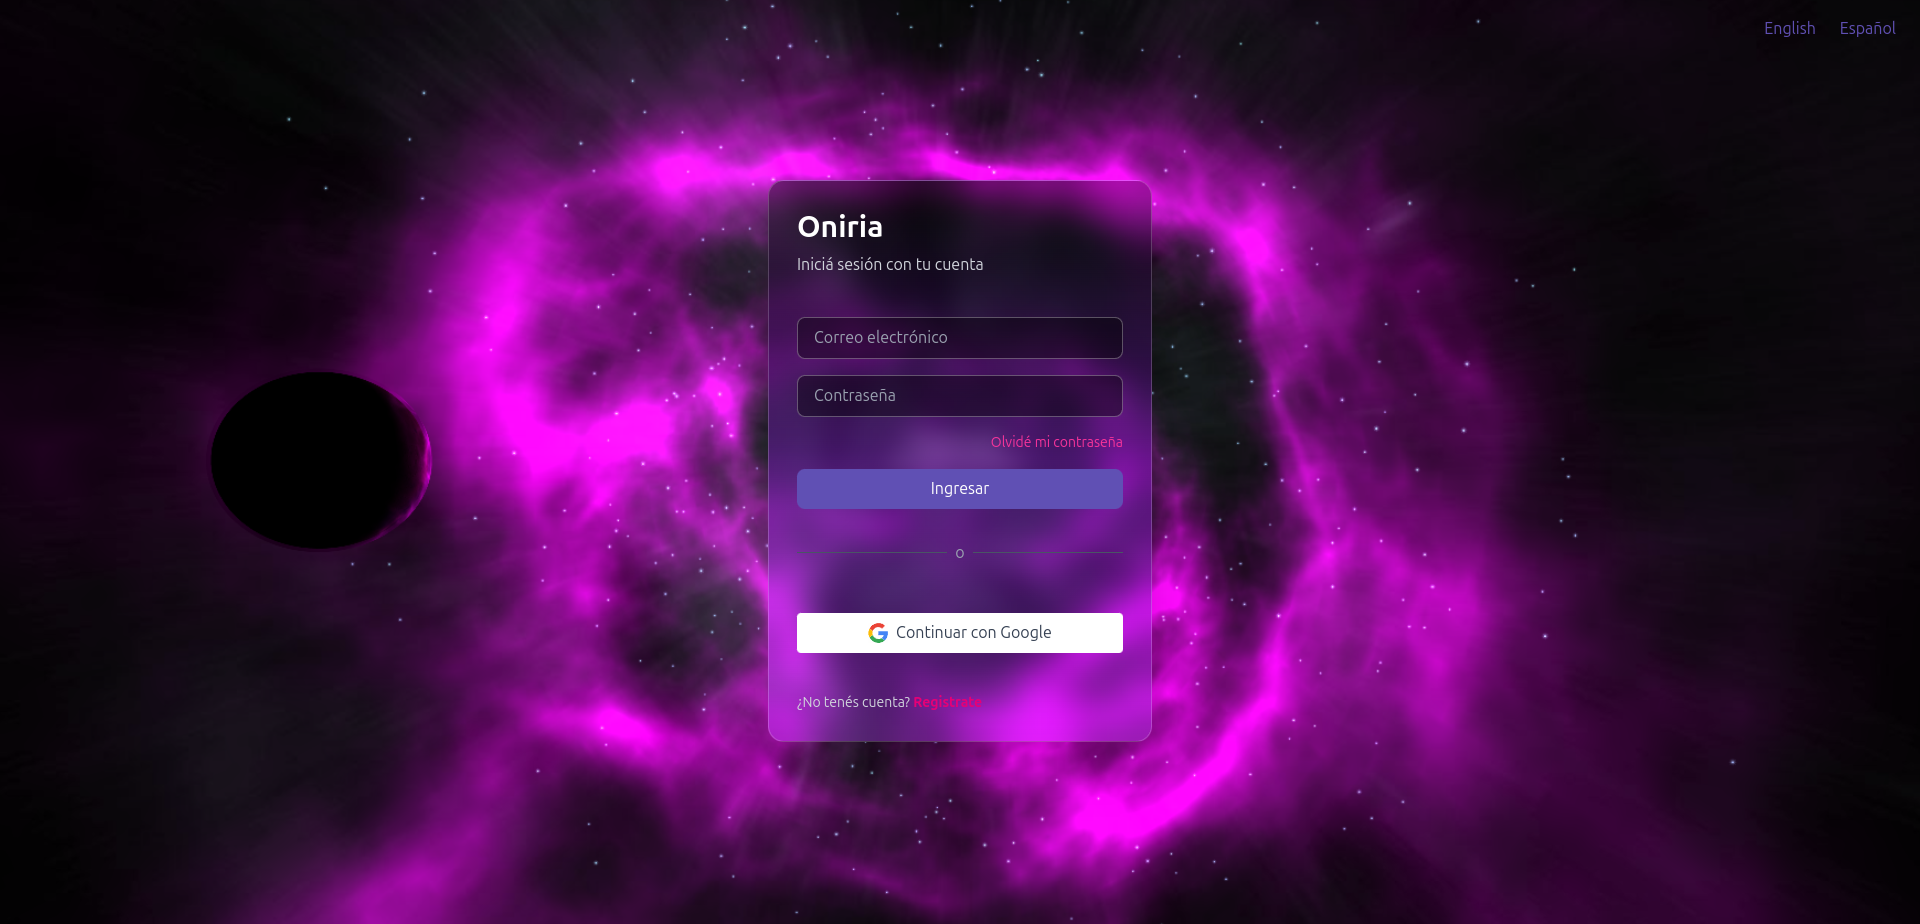 English Español
Oniria
Iniciá sesión con tu cuenta
Correo electrónico
Contraseña
Olvidé mi contraseña
Ingresar
o
Continuar con Google
¿No tenés cuenta? Registrate